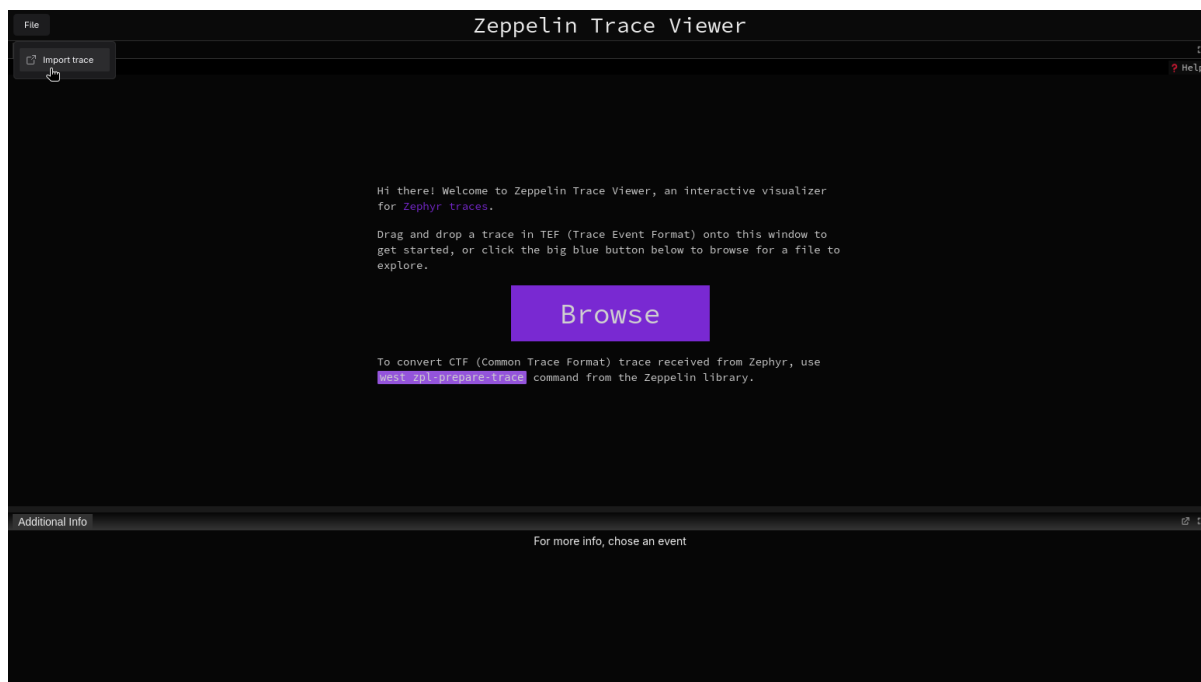 File
Zeppelin Trace Viewer
Import trace
? Help
Hi there! Welcome to Zeppelin Trace Viewer, an interactive visualizer
for Zephyr traces.
Drag and drop a trace in TEF (Trace Event Format) onto this window to
get started, or click the big blue button below to browse for a file to
explore.
Browse
To convert CTF (Common Trace Format) trace received from Zephyr, use
west zpl-prepare-trace command from the Zeppelin library.
Additional Info
For more info, chose an event